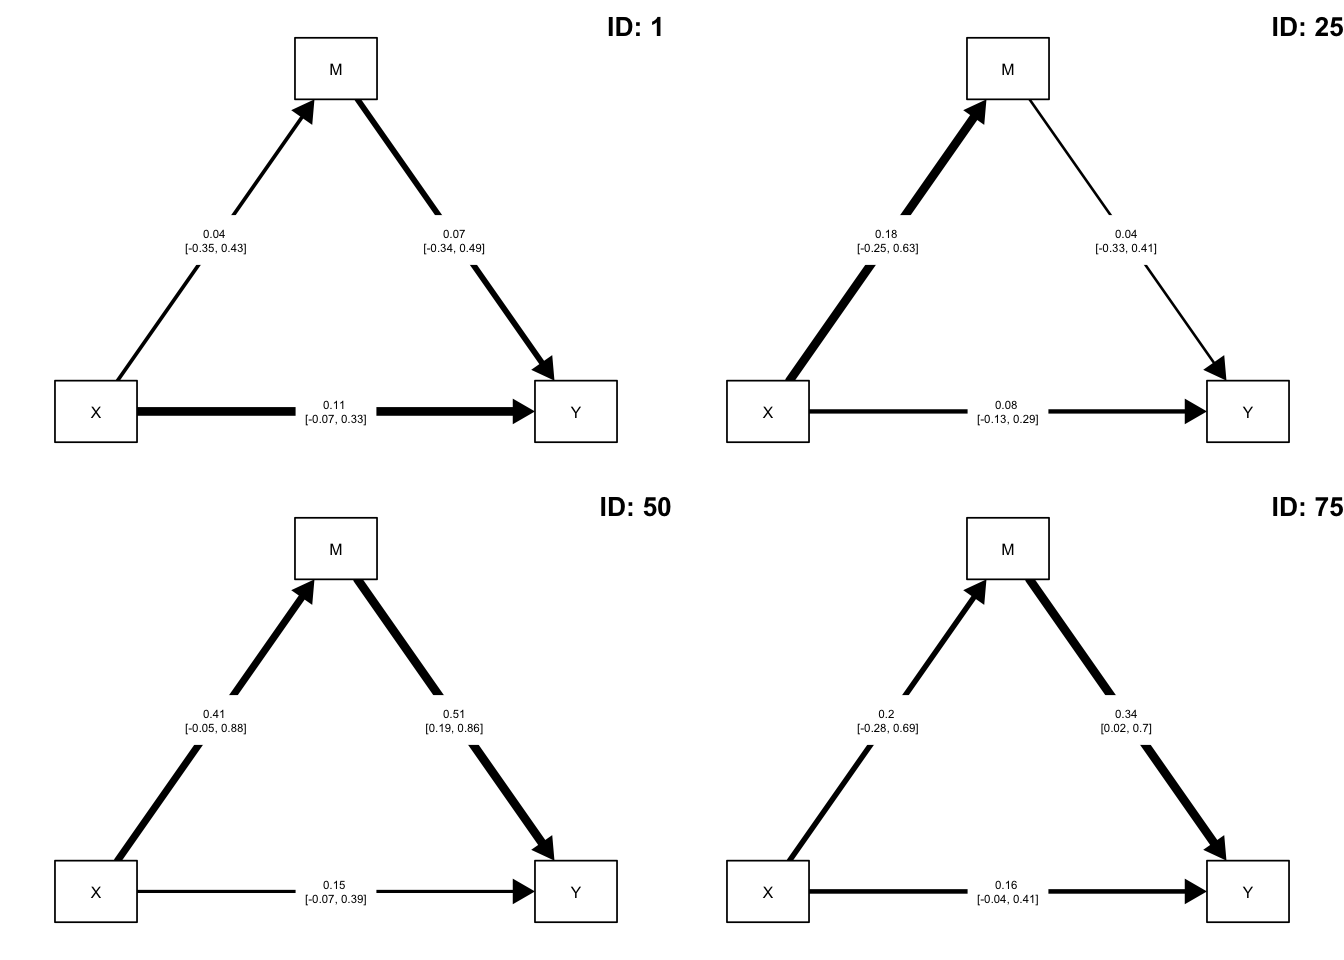 ID: 1
M
0.04
[-0.35, 0.43]
0.07
[-0.34, 0.49]
X
0.11
[-0.07, 0.33]
Y
ID: 25
M
0.18
[-0.25, 0.63]
0.04
[-0.33, 0.41]
X
0.08
[-0.13, 0.29]
Y
ID: 50
M
0.41
[-0.05, 0.88]
0.51
[0.19, 0.86]
X
0.15
[-0.07, 0.39]
Y
ID: 75
M
0.2
[-0.28, 0.69]
0.34
[0.02, 0.7]
X
0.16
[-0.04, 0.41]
Y